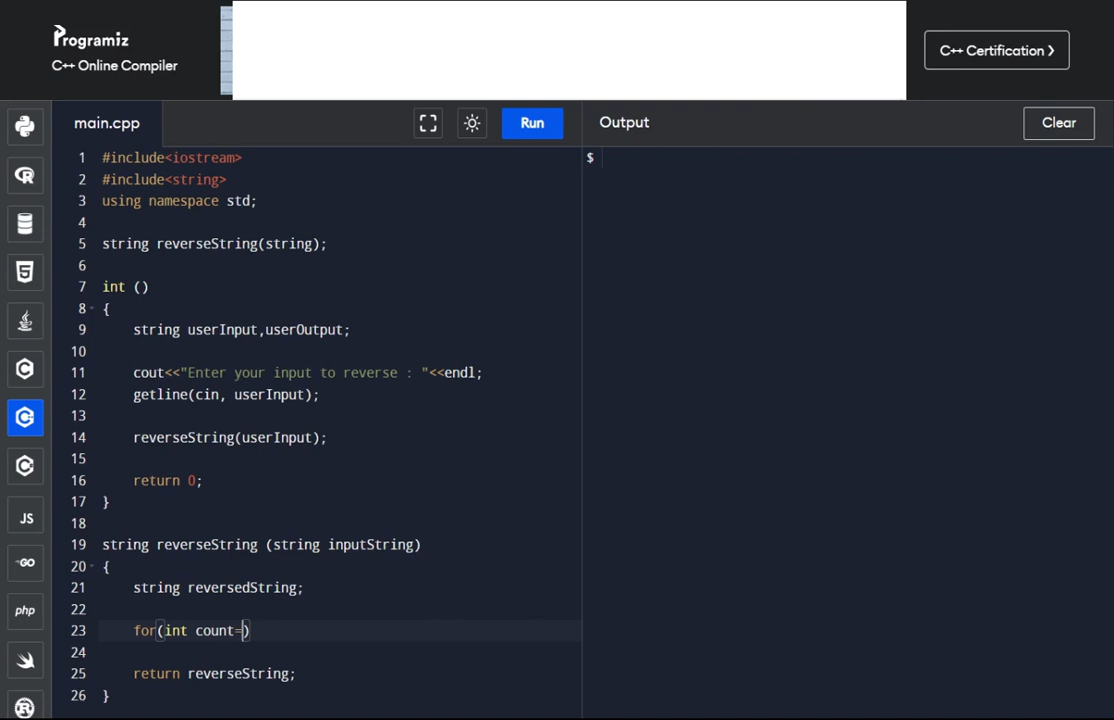 Programiz
C++ Online Compiler
C++ Certification
main.cpp
Run
Output
Clear
1 #include<iostream>
2 #include<string>
3 using namespace std;
4
5 string reverseString(string);
6
7 int ()
8 {
9 string userInput,userOutput;
10
11 cout<<"Enter your input to reverse : "<<endl;
12 getline(cin, userInput);
13
14 reverseString(userInput);
15
16 return 0;
17 }
18
19 string reverseString (string inputString)
20 {
21 string reversedString;
22
23 for(int count=)
24
25 return reverseString;
26 }
$
R
5
C
C
C
JS
GO
php
R